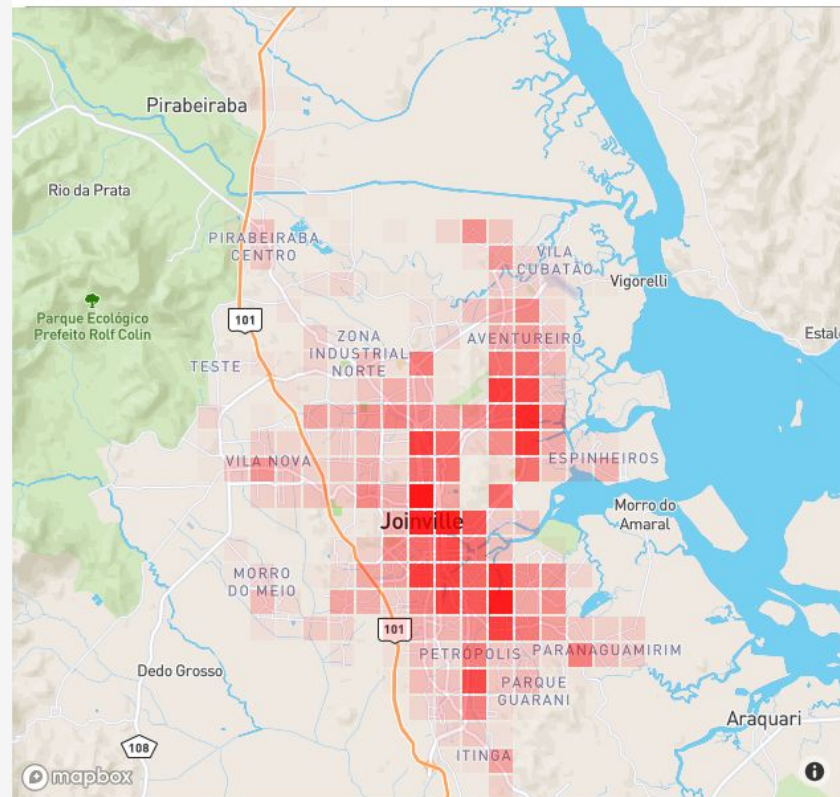 Pirabeiraba
Rio da Prata
PIRABEIRABA
CENTRO
VILA
CUBATÃO
Vigorelli
Parque Ecológico
Prefeito Rolf Colin
101
AVENTUREIRO
ZONA
INDUSTRIAL
NORTE
TESTE
VILA NOVA
ESPINHEIROS
Joinville
Morro do
Amaral
MORRO
DO MEIO
101
PETRÓPOLIS
PARANAGUAMIRIM
Dedo Grosso
PARQUE
GUARANI
Araquari
108
ITINGA
mapbox